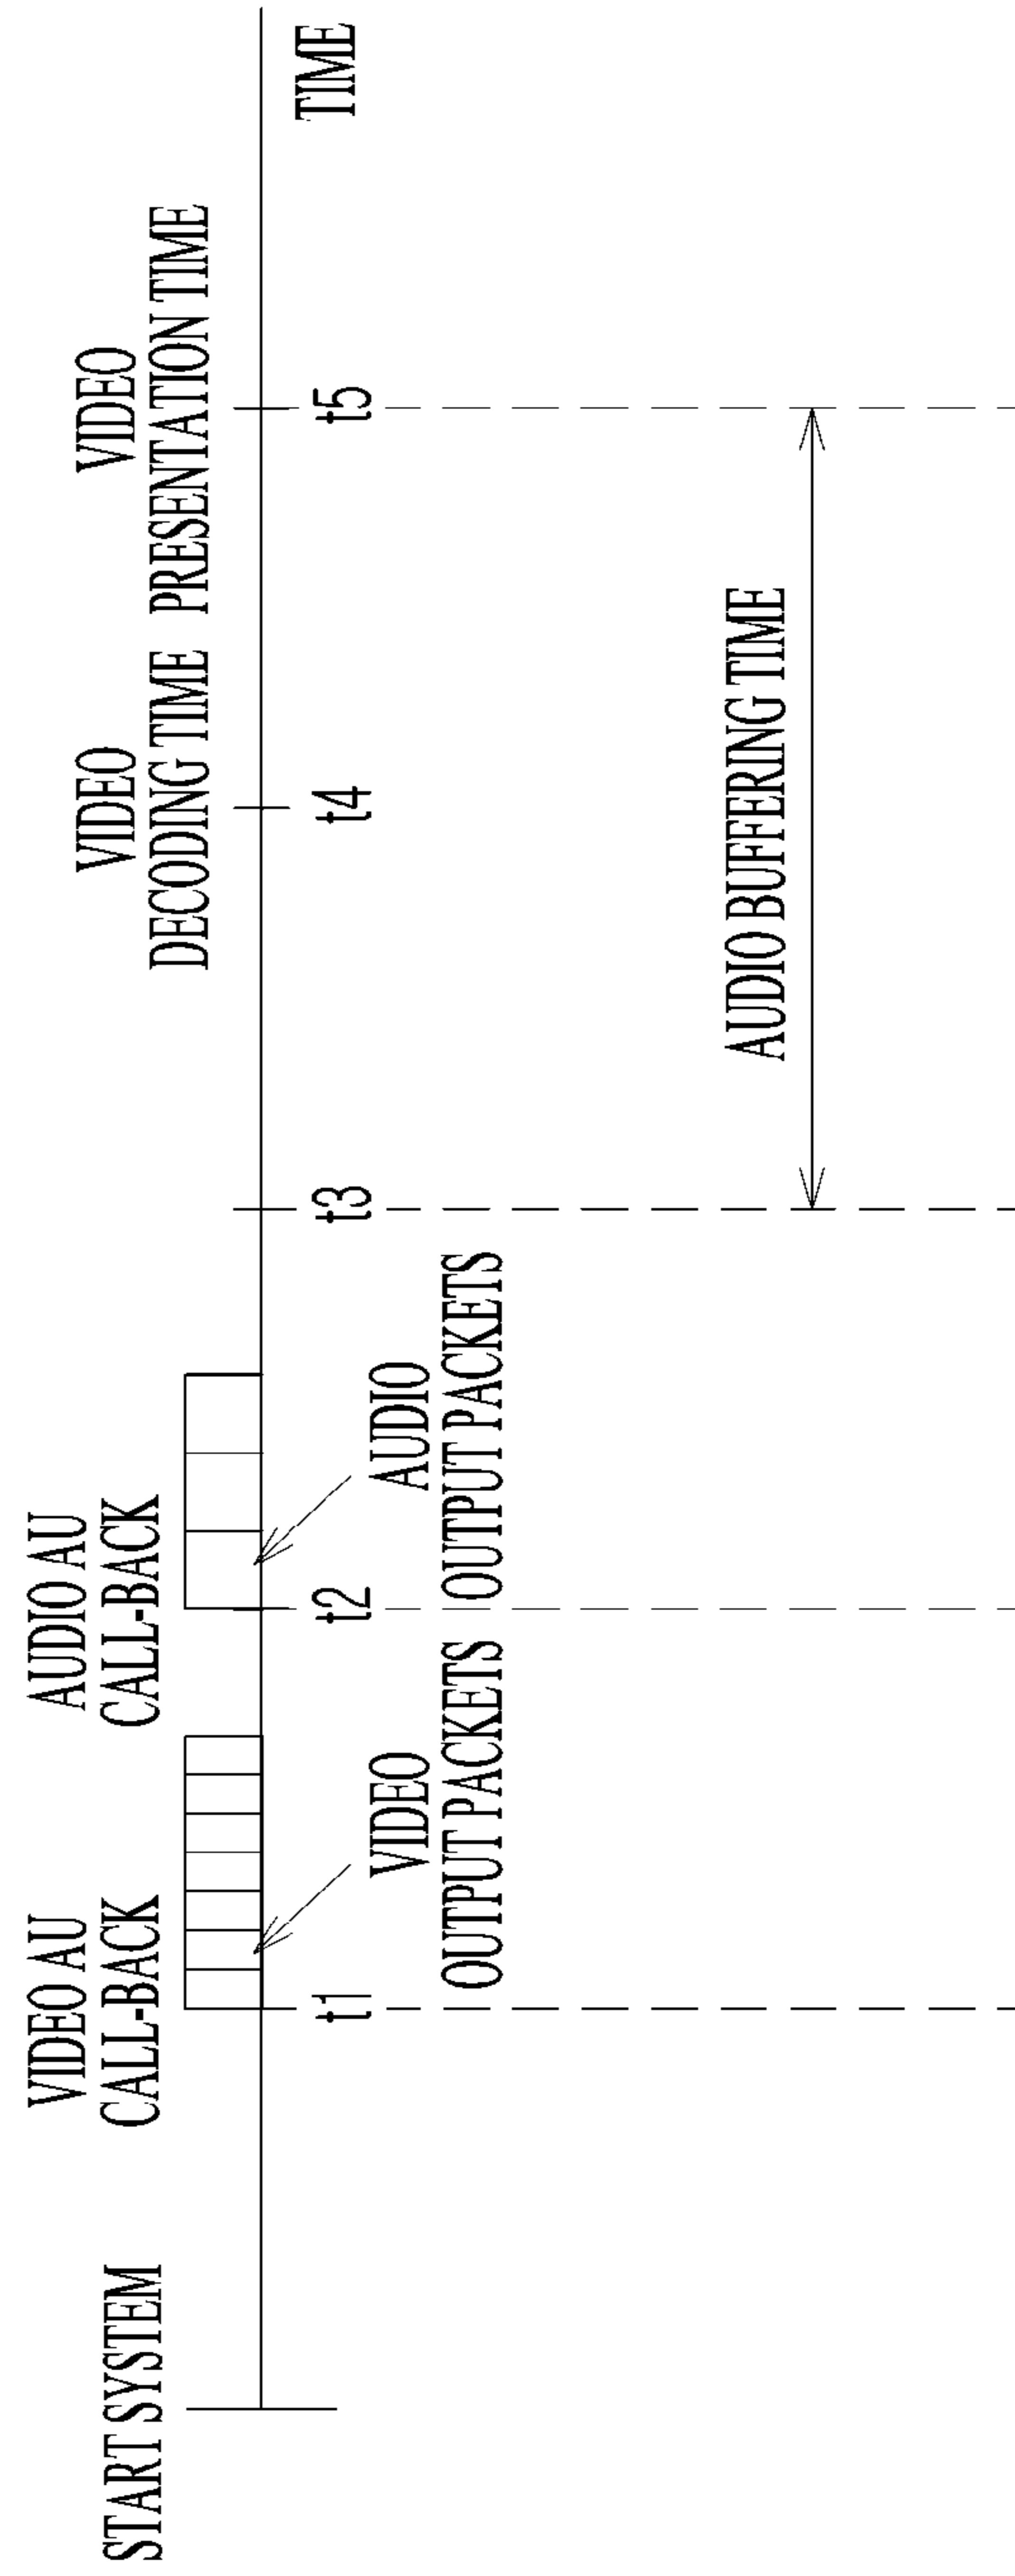 START SYSTEM
VIDEO AU
CALL-BACK
AUDIO AU
CALL-BACK
VIDEO
DECODING TIME
VIDEO
PRESENTATION TIME
t1
t2
t3
t4
t5
TIME
VIDEO
OUTPUT PACKETS
AUDIO
OUTPUT PACKETS
AUDIO BUFFERING TIME